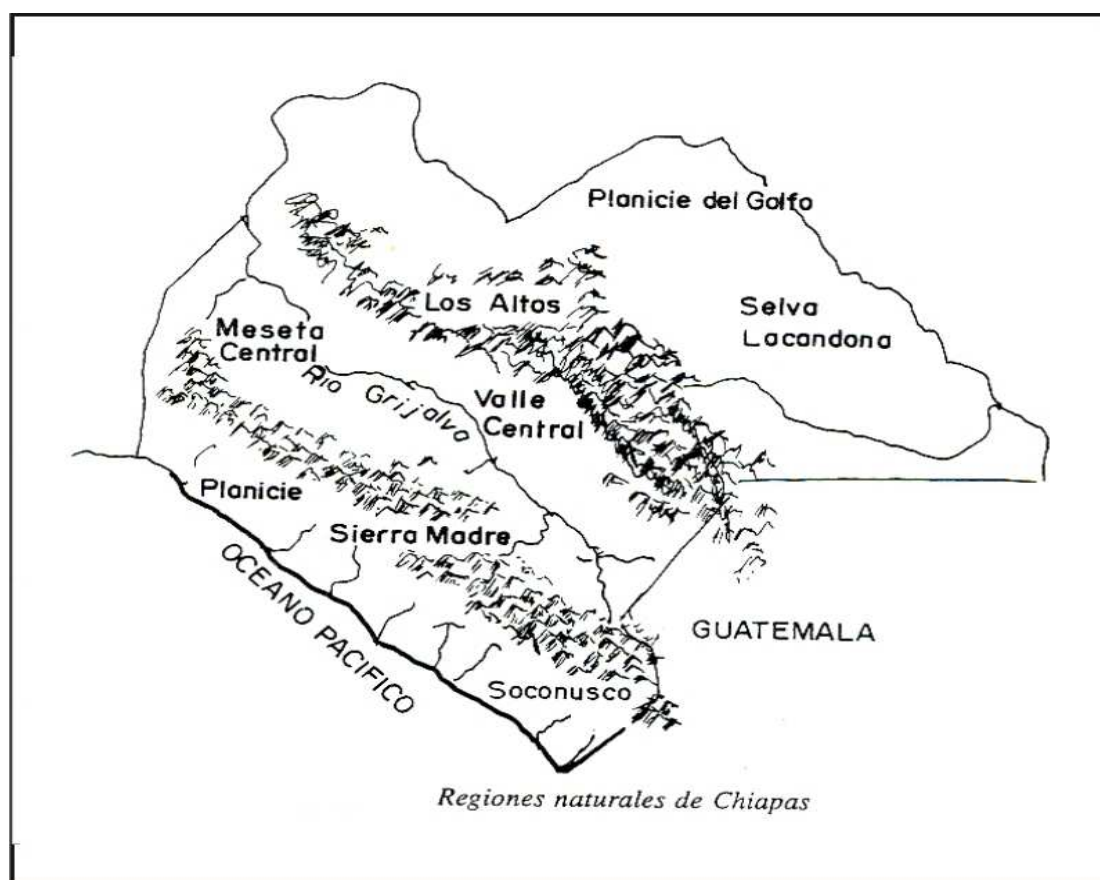 Planicie del Golfo
Los Altos
Selva
Lacandona
Meseta
Central
Rio Grijalva
Valle
Central
Planicie
Sierra Madre
OCEANO PACIFICO
GUATEMALA
Soconusco
Regiones naturales de Chiapas